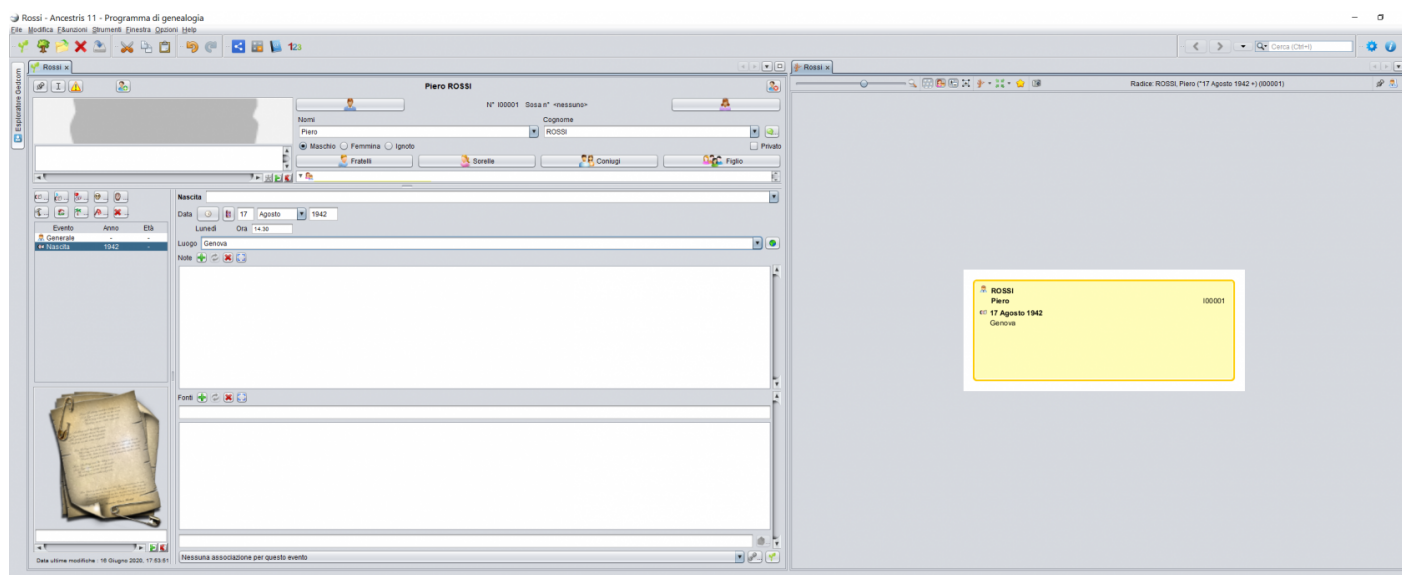 Rossi - Ancestris 11 - Programma di genealogia
File Modifica E&unzioni Strumenti Finestra Opzioni Help
123
Cerca (Ctrl+I)
Esploratore Gedcom
Rossi x
Piero ROSSI
N° I00001 Sosa n° <nessuno>
Nomi Cognome
Piero ROSSI
Maschio Femmina Ignoto Privato
Fratelli Sorelle Coniugi Figlio
Evento Anno Età
Generale - -
Nascita 1942 -
Data ultime modifiche : 16 Giugno 2020, 17:53:51
Nascita
Data 17 Agosto 1942
Lunedì Ora 14.30
Luogo Genova
Note
Fonti
Nessuna associazione per questo evento
Rossi x
Radice: ROSSI, Piero (*17 Agosto 1942 +) (I00001)
ROSSI
Piero I00001
17 Agosto 1942
Genova